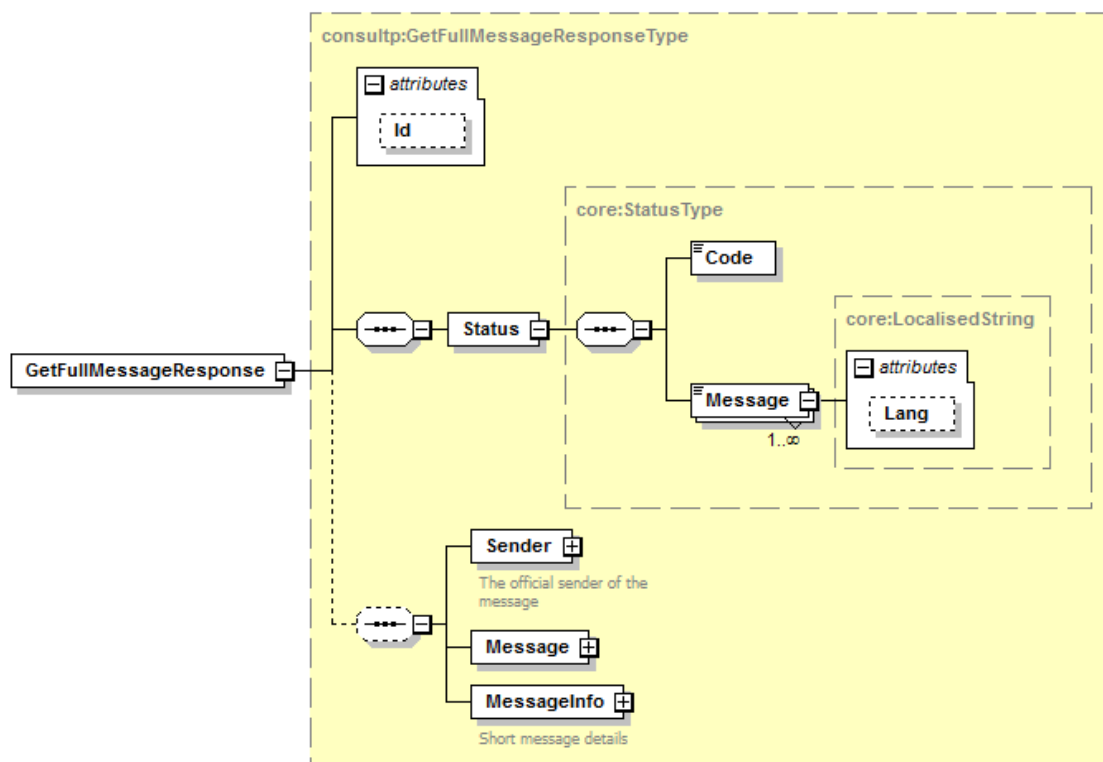 consultp:GetFullMessageResponseType
attributes
Id
core:StatusType
Code
core:LocalisedString
attributes
Status
GetFullMessageResponse
Message
Lang
1..∞
Sender
The official sender of the
message
Message
MessageInfo
Short message details